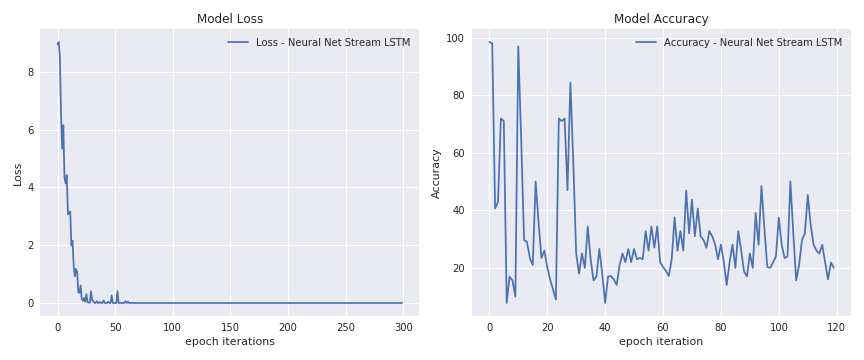 Model Loss
Loss - Neural Net Stream LSTM
Loss
8
6
4
2
0
0 50 100 150 200 250 300
epoch iterations
Model Accuracy
Accuracy - Neural Net Stream LSTM
Accuracy
100
80
60
40
20
0 20 40 60 80 100 120
epoch iteration